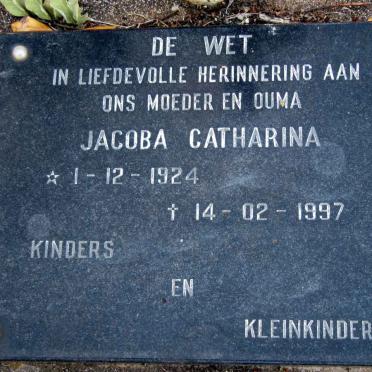 DE WET.
IN LIEFDEVOLLE HERINNERING AAN
ONS MOEDER EN OUMA
JACOBA CATHARINA
☆ 1-12-1924
† 14-02-1997
KINDERS
EN
KLEINKINDER